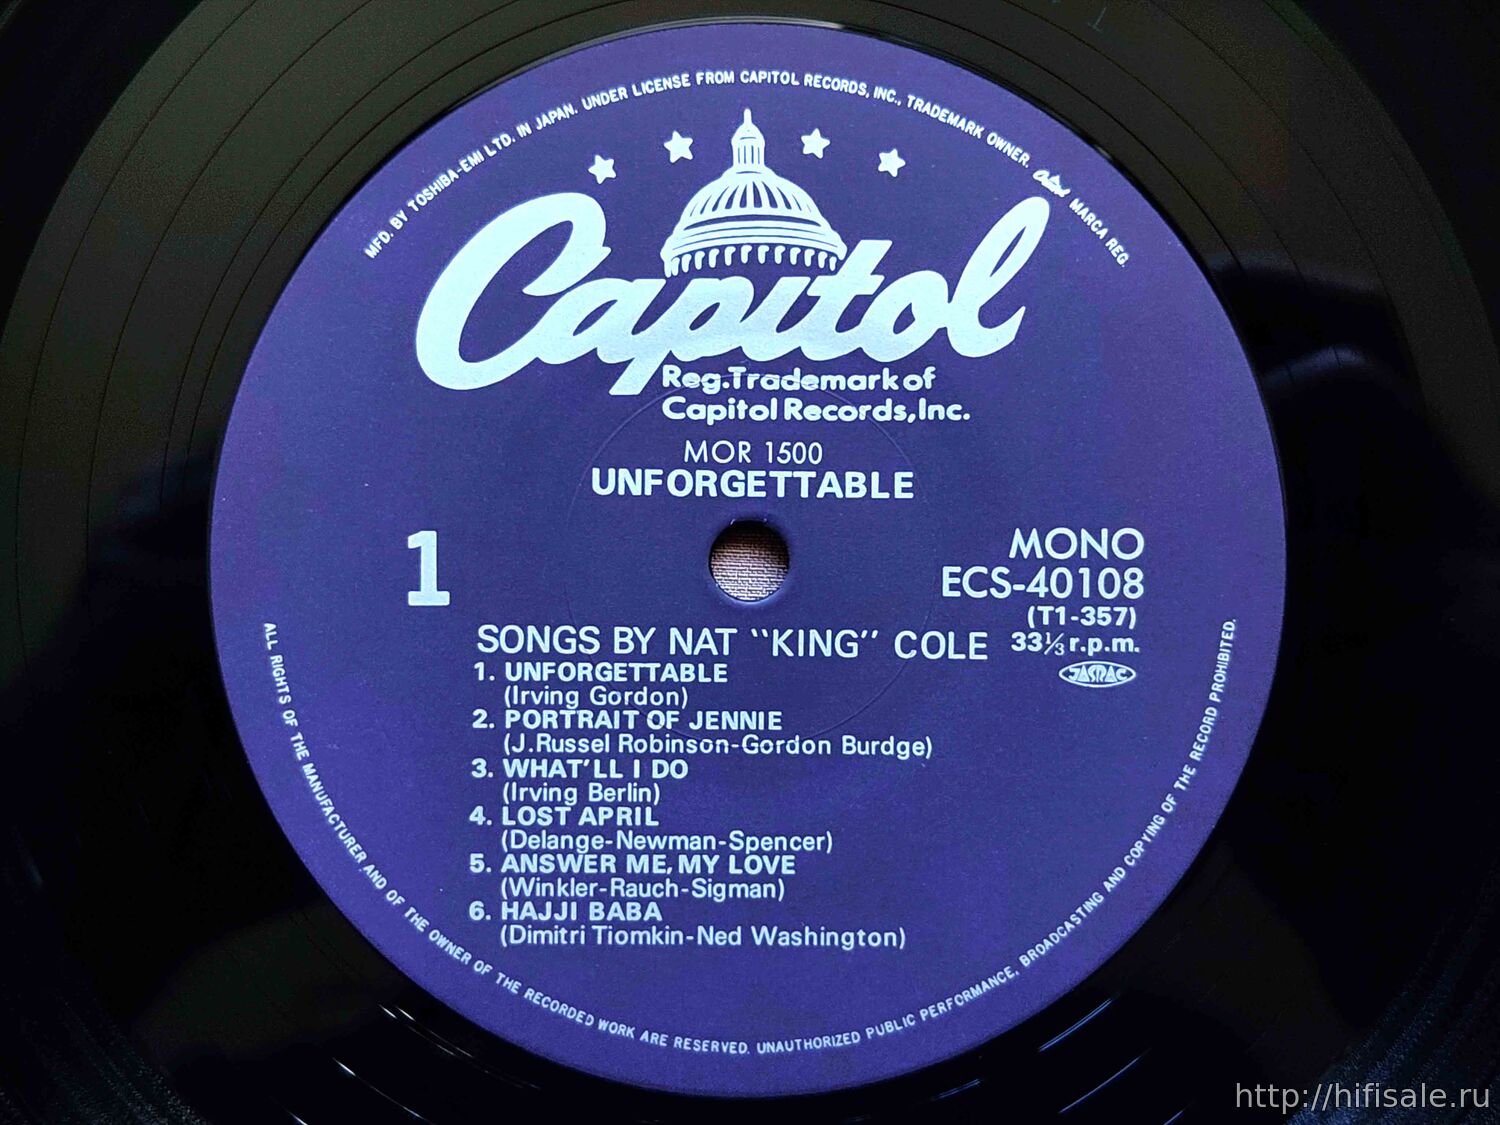 MFD. BY TOSHIBA-EMI LTD. IN JAPAN. UNDER LICENSE FROM CAPITOL RECORDS, INC., TRADEMARK OWNER. Capitol MARCA REG.
Capitol
Reg.Trademark of
Capitol Records,Inc.
MOR 1500
UNFORGETTABLE
1
MONO
ECS-40108
(T1-357)
33⅓ r.p.m.
JASRAC
SONGS BY NAT "KING" COLE
1. UNFORGETTABLE
(Irving Gordon)
2. PORTRAIT OF JENNIE
(J.Russel Robinson-Gordon Burdge)
3. WHAT'LL I DO
(Irving Berlin)
4. LOST APRIL
(Delange-Newman-Spencer)
5. ANSWER ME, MY LOVE
(Winkler-Rauch-Sigman)
6. HAJJI BABA
(Dimitri Tiomkin-Ned Washington)
ALL RIGHTS OF THE MANUFACTURER AND OF THE OWNER OF THE RECORDED WORK ARE RESERVED. UNAUTHORIZED PUBLIC PERFORMANCE, BROADCASTING AND COPYING OF THE RECORD PROHIBITED.
http://hifisale.ru